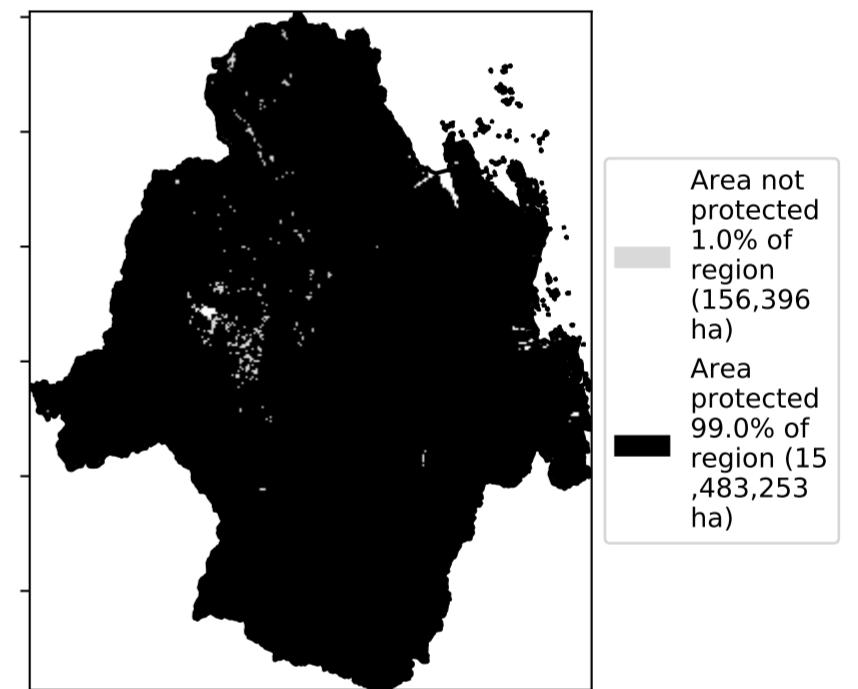 Area not
protected
1.0% of
region
(156,396
ha)
Area
protected
99.0% of
region (15
,483,253
ha)